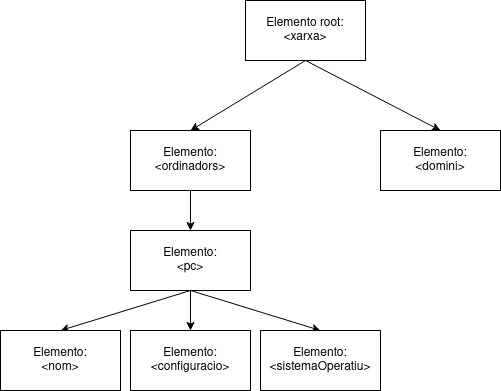 Elemento root:
<xarxa>
Elemento:
<ordinadors>
Elemento:
<domini>
Elemento:
<pc>
Elemento:
<nom>
Elemento:
<configuracio>
Elemento:
<sistemaOperatiu>